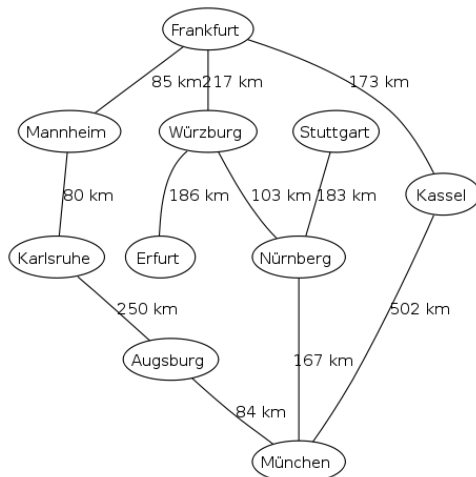 Frankfurt
85 km
217 km
173 km
Mannheim
Würzburg
Stuttgart
80 km
186 km
103 km
183 km
Kassel
Karlsruhe
Erfurt
Nürnberg
250 km
502 km
Augsburg
167 km
84 km
München